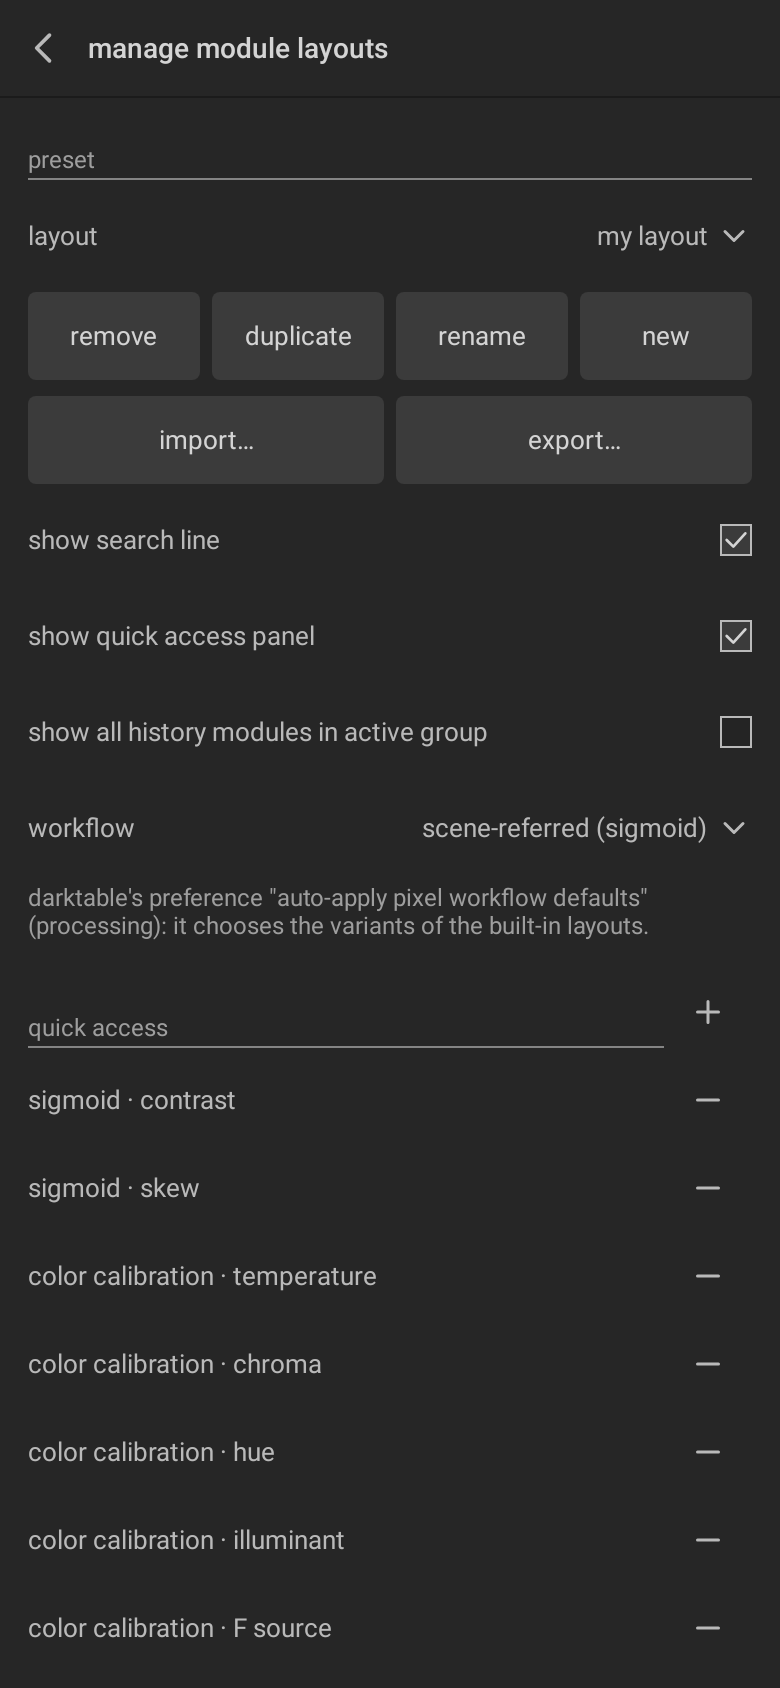 manage module layouts
preset
layout
my layout
remove
duplicate
rename
new
import…
export…
show search line
show quick access panel
show all history modules in active group
workflow
scene-referred (sigmoid)
darktable's preference "auto-apply pixel workflow defaults"
(processing): it chooses the variants of the built-in layouts.
quick access
sigmoid · contrast
sigmoid · skew
color calibration · temperature
color calibration · chroma
color calibration · hue
color calibration · illuminant
color calibration · F source